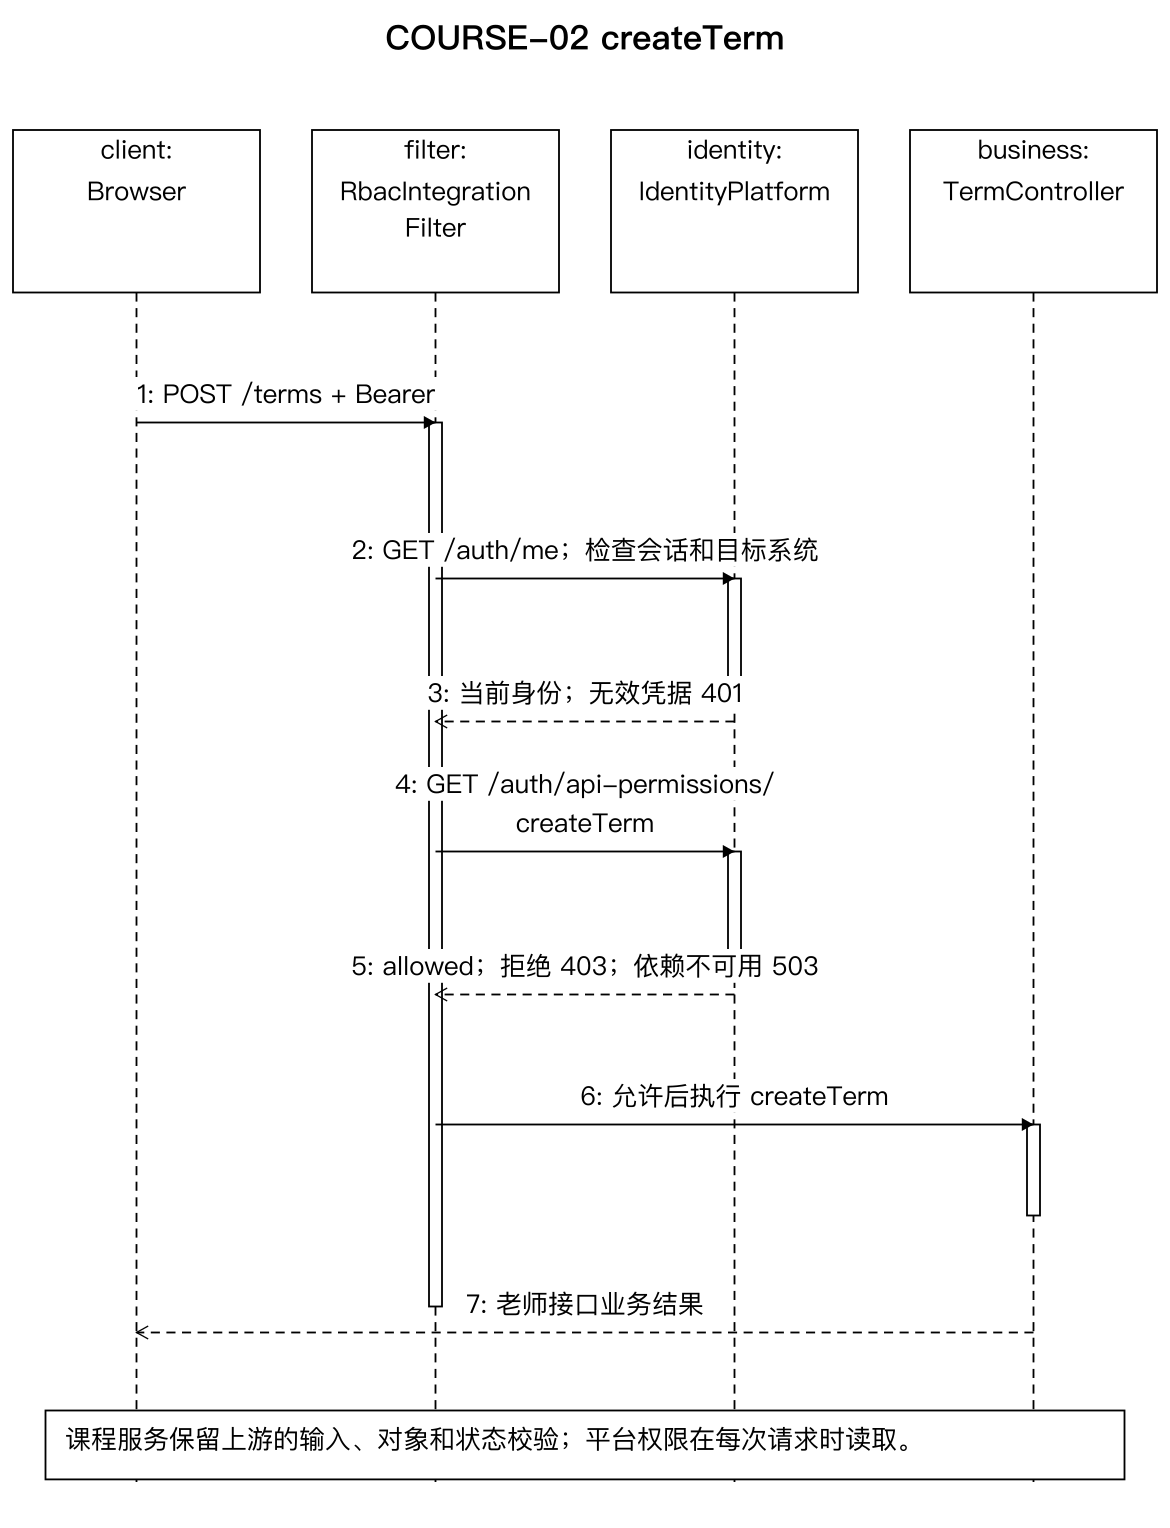 COURSE–02 createTerm
client:
Browser
filter:
RbacIntegration
Filter
identity:
IdentityPlatform
business:
TermController
1: POST /terms + Bearer
2: GET /auth/me；检查会话和目标系统
3: 当前身份；无效凭据 401
4: GET /auth/api–permissions/
createTerm
5: allowed；拒绝 403；依赖不可用 503
6: 允许后执行 createTerm
7: 老师接口业务结果
课程服务保留上游的输入、对象和状态校验；平台权限在每次请求时读取。